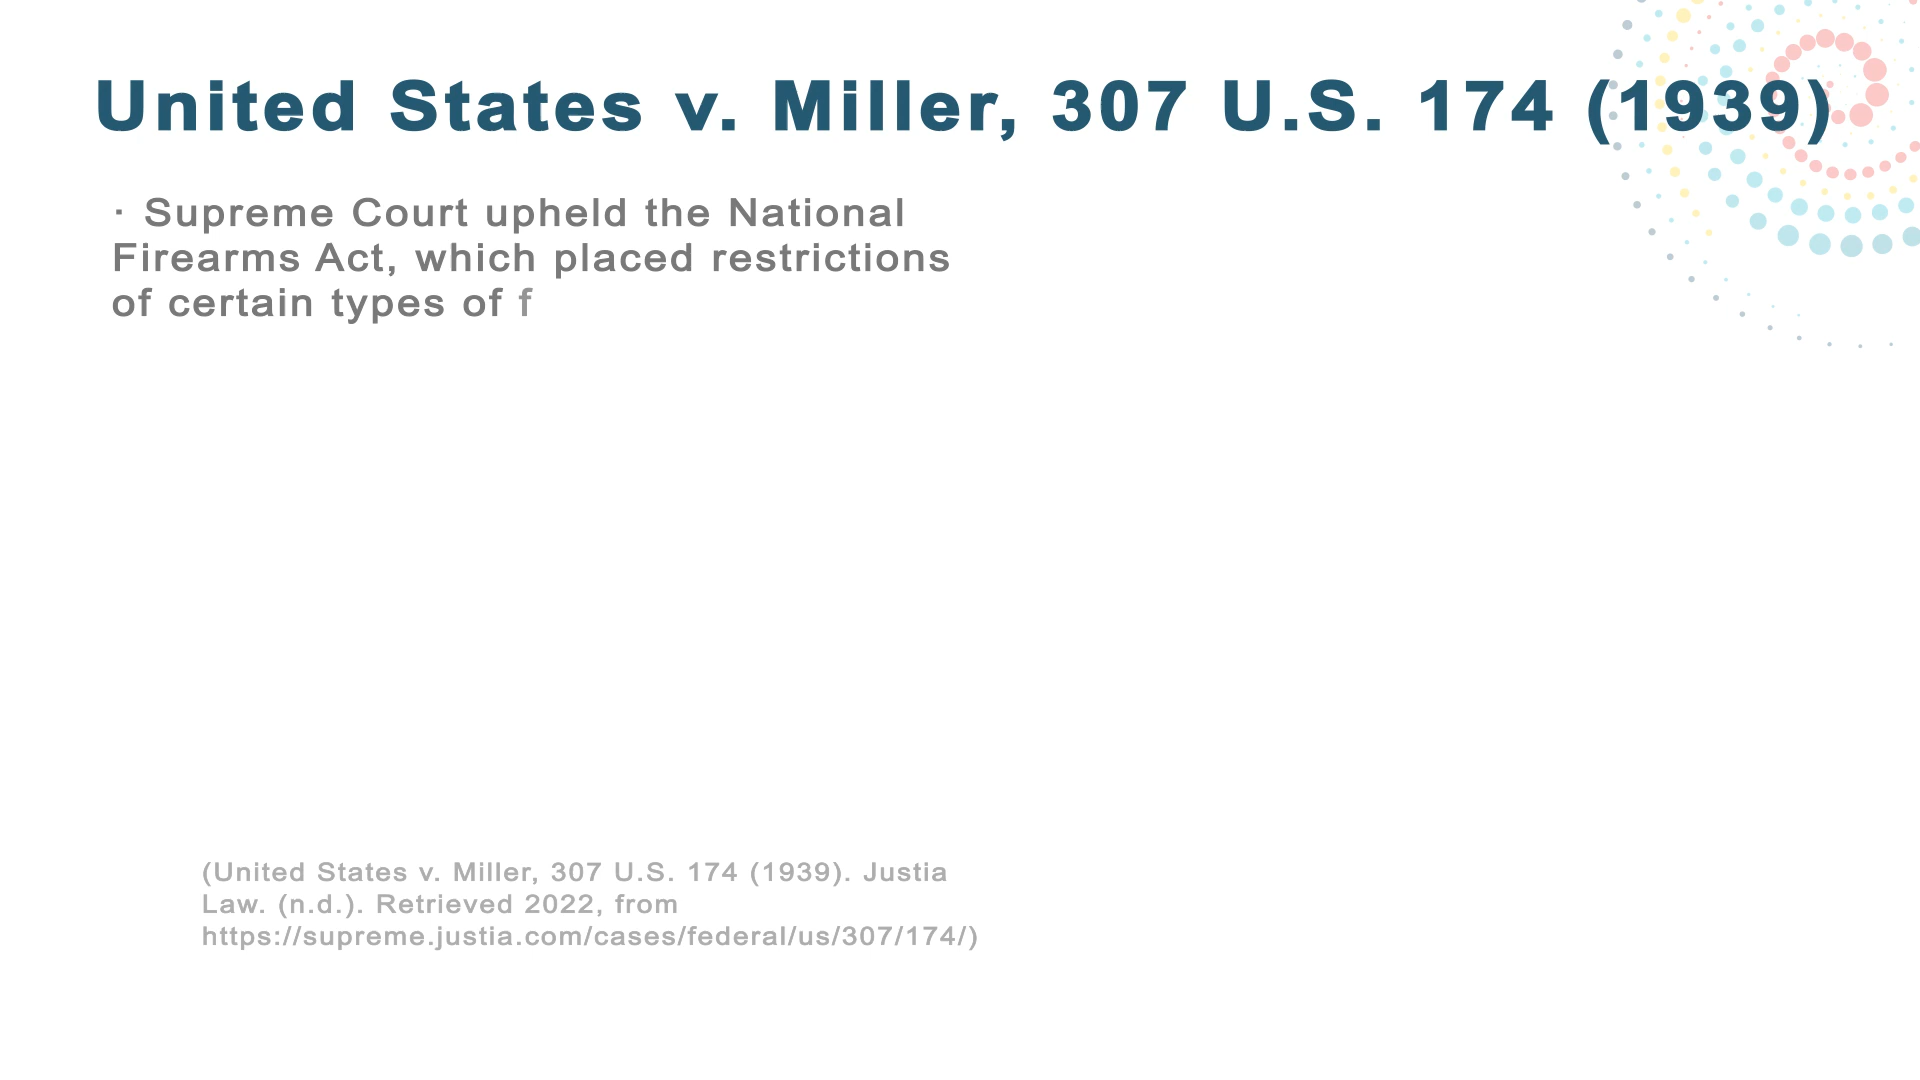 United States v. Miller, 307 U.S. 174 (1939)
· Supreme Court upheld the National
Firearms Act, which placed restrictions
of certain types of f
(United States v. Miller, 307 U.S. 174 (1939). Justia
Law. (n.d.). Retrieved 2022, from
https://supreme.justia.com/cases/federal/us/307/174/)